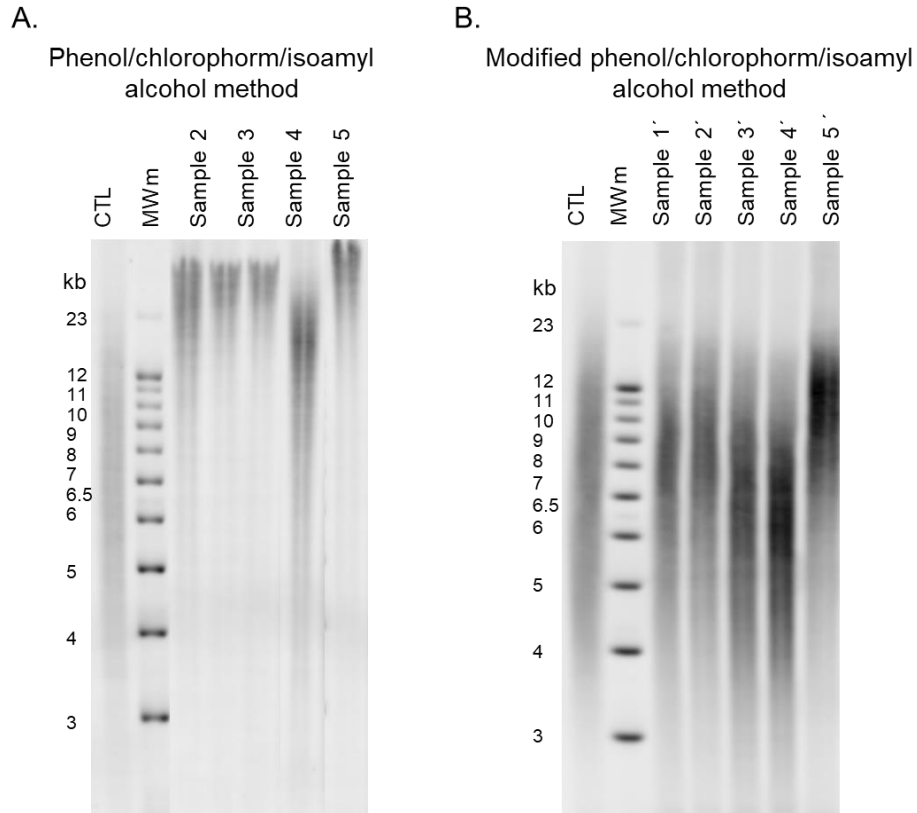 A.
Phenol/chlorophorm/isoamyl
alcohol method
CTL
MWm
Sample 2
Sample 3
Sample 4
Sample 5
kb
23
12
11
10
9
8
7
6.5
6
5
4
3
B.
Modified phenol/chlorophorm/isoamyl
alcohol method
CTL
MWm
Sample 1´
Sample 2´
Sample 3´
Sample 4´
Sample 5´
kb
23
12
11
10
9
8
7
6.5
6
5
4
3